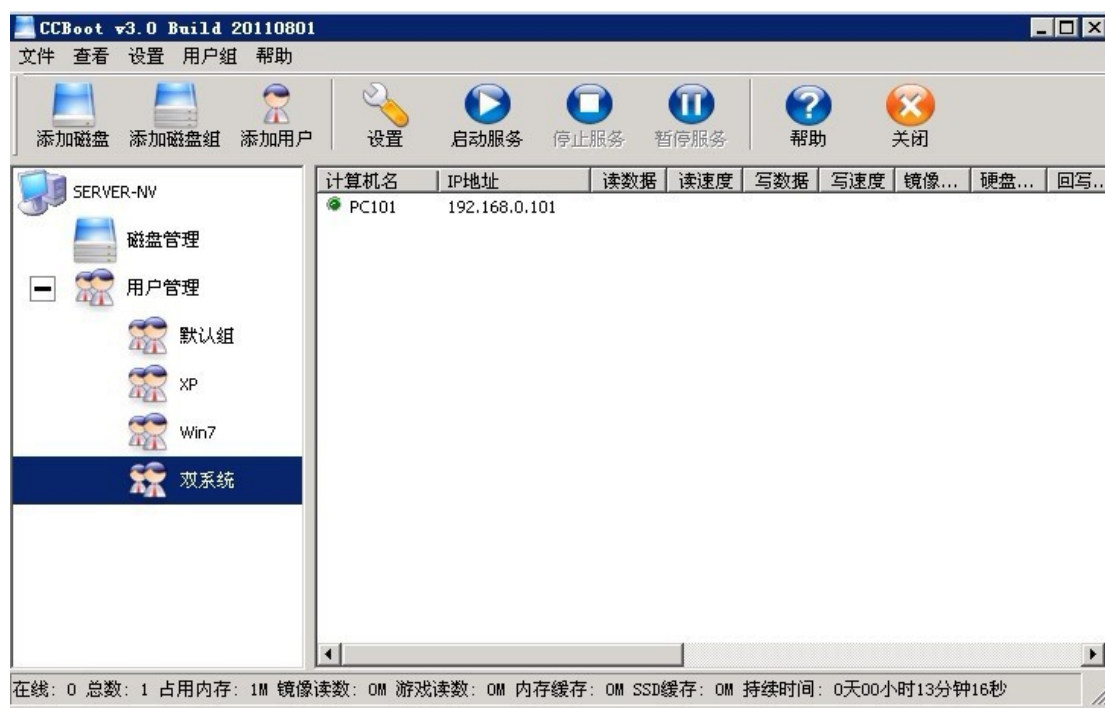 CCBoot v3.0 Build 20110801
文件 查看 设置 用户组 帮助
添加磁盘 添加磁盘组 添加用户 设置 启动服务 停止服务 暂停服务 帮助 关闭
SERVER-NV
磁盘管理
用户管理
默认组
XP
Win7
双系统
计算机名 IP地址 读数据 读速度 写数据 写速度 镜像... 硬盘... 回写...
PC101 192.168.0.101
在线: 0 总数: 1 占用内存: 1M 镜像读数: 0M 游戏读数: 0M 内存缓存: 0M SSD缓存: 0M 持续时间: 0天00小时13分钟16秒